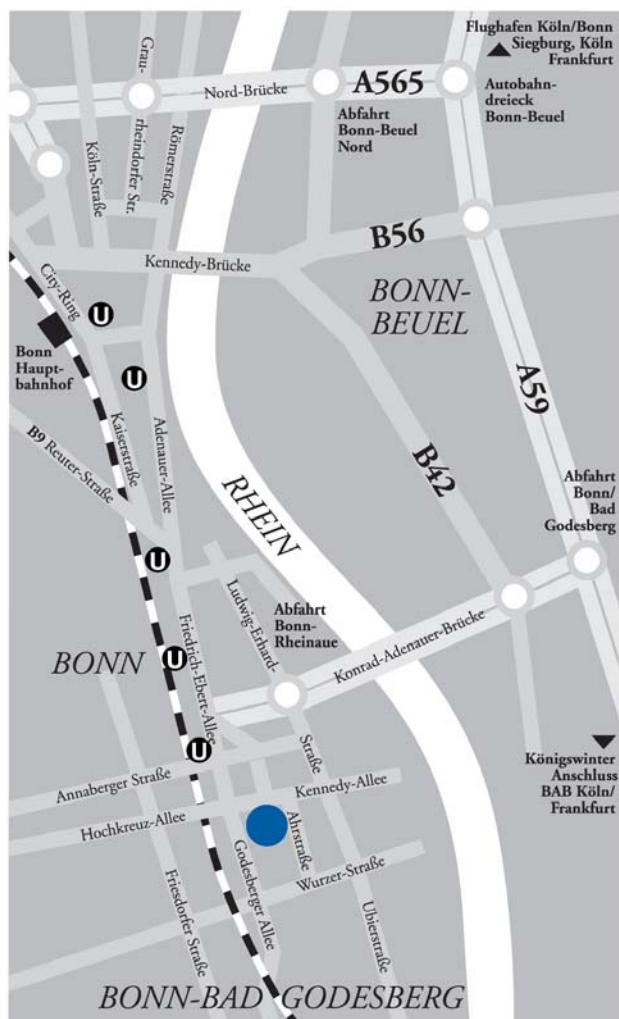 Flughafen Köln/Bonn
Siegburg, Köln
Frankfurt
Grau-
rheindorfer Str.
Nord-Brücke
A565
Autobahn-
dreieck
Bonn-Beuel
Abfahrt
Bonn-Beuel
Nord
Köln-Straße
Römerstraße
B56
Kennedy-Brücke
City-Ring
BONN-
BEUEL
U
Bonn
Haupt-
bahnhof
U
A59
Kaiserstraße
Adenauer-Allee
B9 Reuter-Straße
B42
RHEIN
Abfahrt
Bonn/
Bad
Godesberg
U
Ludwig-Erhard-
Straße
Abfahrt
Bonn-
Rheinaue
Friedrich-Ebert-Allee
BONN
U
Konrad-Adenauer-Brücke
U
Königswinter
Anschluss
BAB Köln/
Frankfurt
Annaberger Straße
Kennedy-Allee
Hochkreuz-Allee
Ahrstraße
Godesberger Allee
Wurzer-Straße
Friesdorfer Straße
Ubierstraße
BONN-BAD GODESBERG